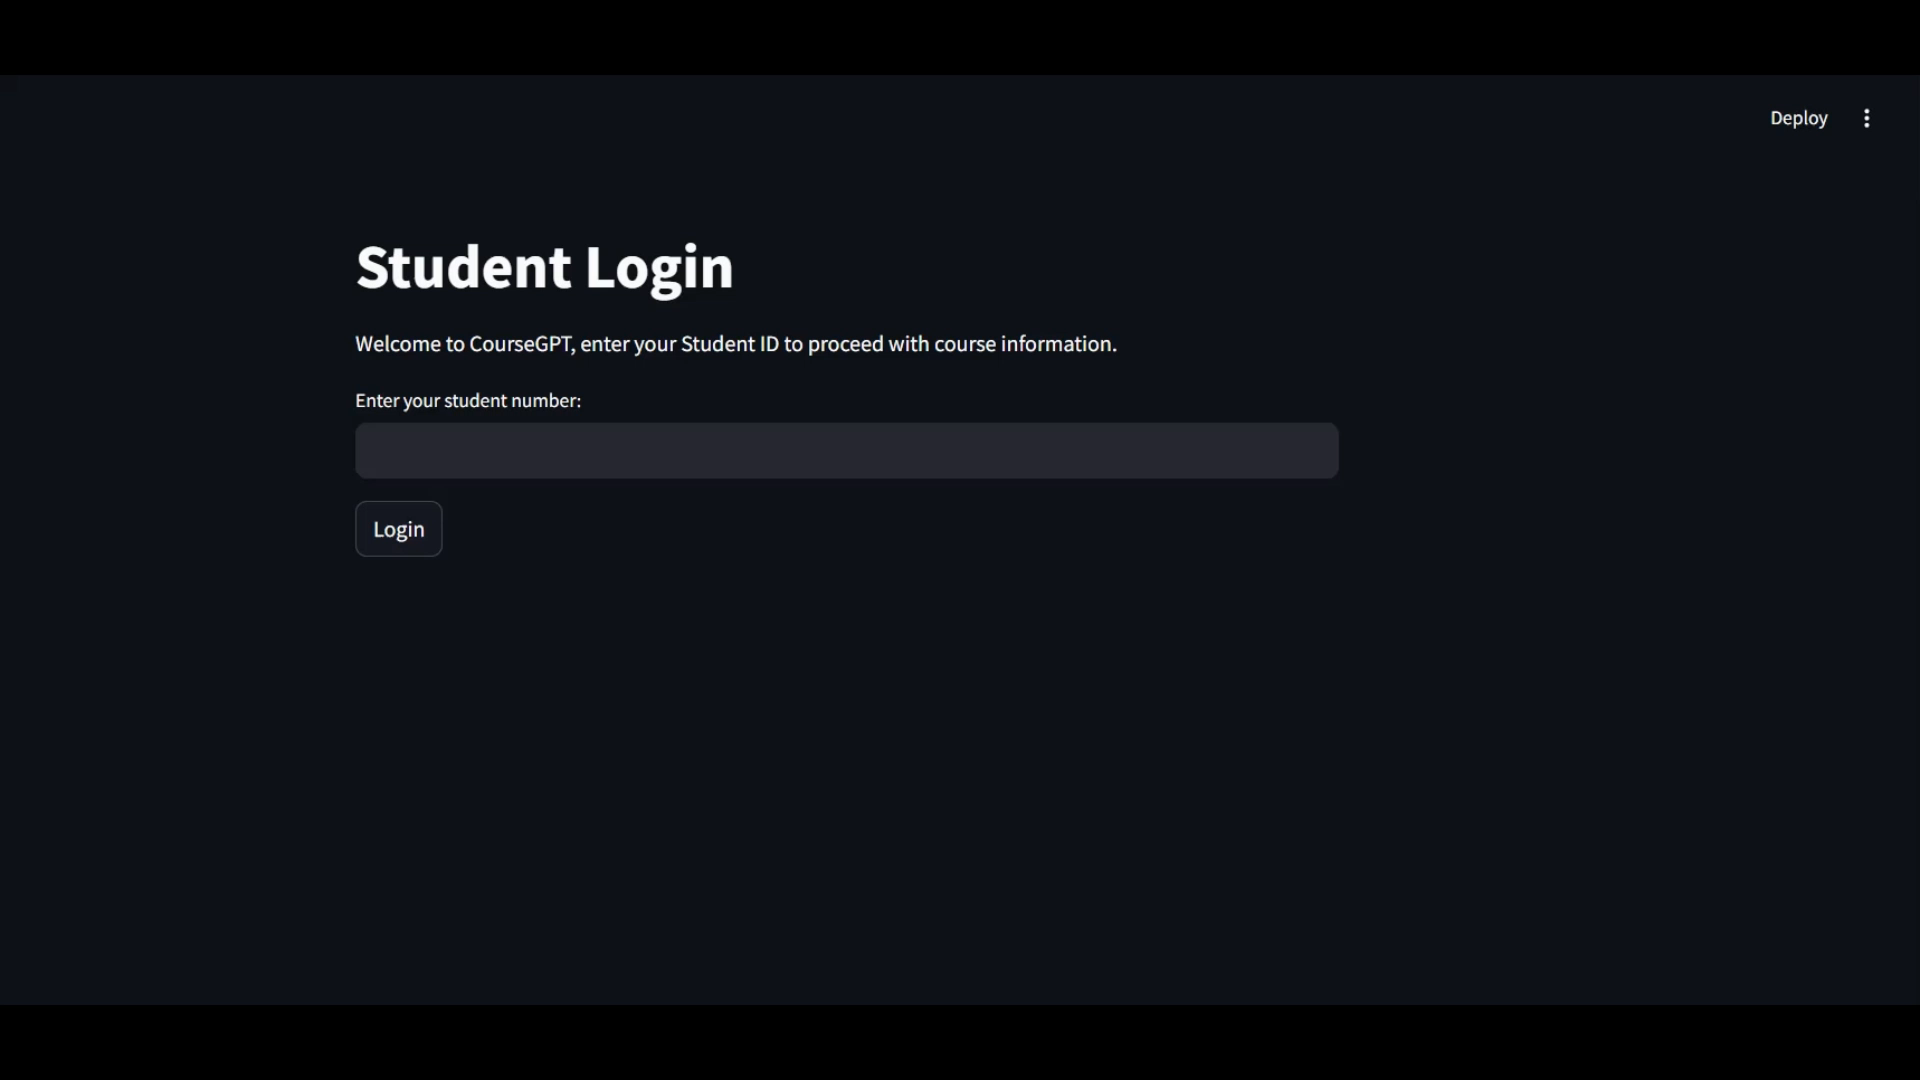 Deploy
Student Login
Welcome to CourseGPT, enter your Student ID to proceed with course information.
Enter your student number:
Login